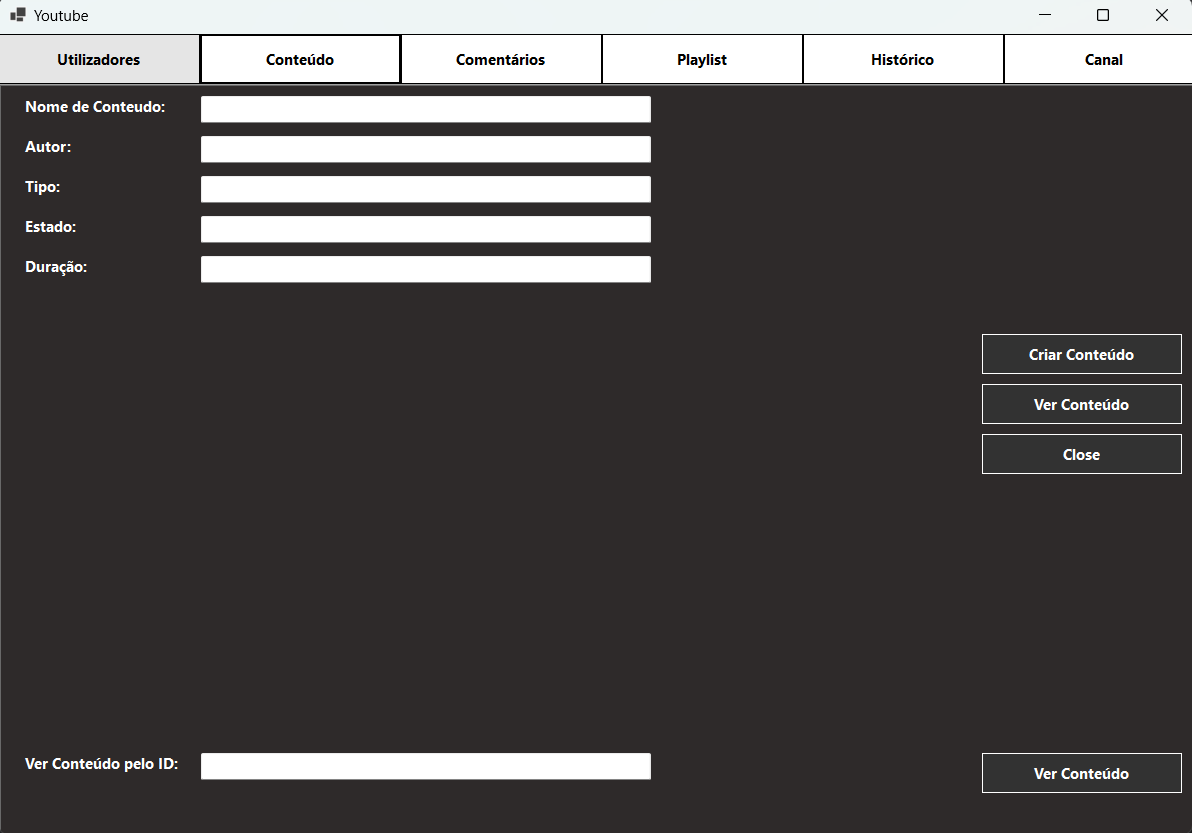 Youtube
Utilizadores Conteúdo Comentários Playlist Histórico Canal
Nome de Conteudo:
Autor:
Tipo:
Estado:
Duração:
Criar Conteúdo
Ver Conteúdo
Close
Ver Conteúdo pelo ID: Ver Conteúdo